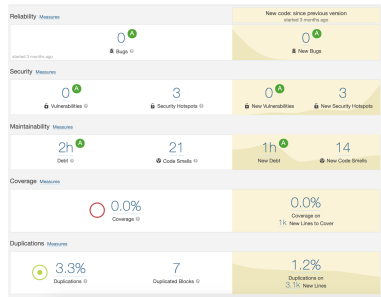 Reliability Measures
New code: since previous version
started 3 months ago
0 A
Bugs
started 3 months ago
0 A
New Bugs
Security Measures
0 A
Vulnerabilities
3
Security Hotspots
0 A
New Vulnerabilities
3
New Security Hotspots
Maintainability Measures
2h A
Debt
21
Code Smells
1h A
New Debt
14
New Code Smells
Coverage Measures
0.0%
Coverage
0.0%
Coverage on
1k New Lines to Cover
Duplications Measures
3.3%
Duplications
7
Duplicated Blocks
1.2%
Duplications on
3.1k New Lines